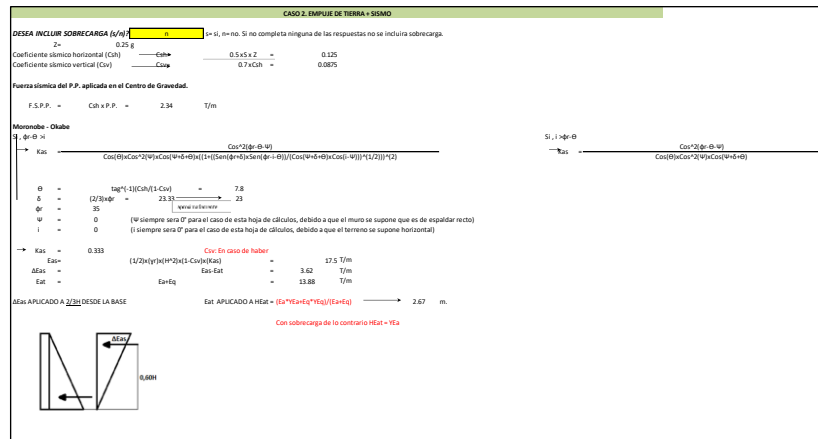 CASO 2. EMPUJE DE TIERRA + SISMO
DESEA INCLUIR SOBRECARGA (s/n)? n s= si, n= no. Si no completa ninguna de las respuestas no se incluira sobrecarga.
Z= 0.25 g
Coeficiente sísmico horizontal (Csh) Csh= 0.5xS x Z = 0.125
Coeficiente sísmico vertical (Csv) Csv= 0.7xCsh = 0.0875
Fuerza sísmica del P.P. aplicada en el Centro de Gravedad.
F.S.P.P. = Csh x P.P. = 2.34 T/m
Moronobe - Okabe
Si , ϕr-Θ >i Si , i >ϕr-Θ
Kas = Cos^2(ϕr-Θ-Ψ)
Cos(Θ)xCos^2(Ψ)xCos(Ψ+δ+Θ)x((1+((Sen(ϕr+δ)xSen(ϕr-i-Θ))/(Cos(Ψ+δ+Θ)xCos(i-Ψ)))^(1/2)))^(2)
Kas = Cos^2(ϕr-Θ-Ψ)
Cos(Θ)xCos^2(Ψ)xCos(Ψ+δ+Θ)
Θ = tag^(-1)(Csh/(1-Csv) = 7.8
δ = (2/3)xϕr = 23.33 23
ϕr = 35
Ψ = 0 (Ψ siempre sera 0° para el caso de esta hoja de cálculos, debido a que el muro se supone que es de espaldar recto)
i = 0 (i siempre sera 0° para el caso de esta hoja de cálculos, debido a que el terreno se supone horizontal)
Kas = 0.333 Csv: En caso de haber
Eas= (1/2)x(γr)x(H^2)x(1-Csv)x(Kas) = 17.5 T/m
ΔEas = Eas-Eat = 3.62 T/m
Eat = Ea+Eq = 13.88 T/m
ΔEas APLICADO A 2/3H DESDE LA BASE Eat APLICADO A HEat = (Ea*YEa+Eq*YEq)/(Ea+Eq) 2.67 m.
Con sobrecarga de lo contrario HEat = YEa
ΔEas
0,60H